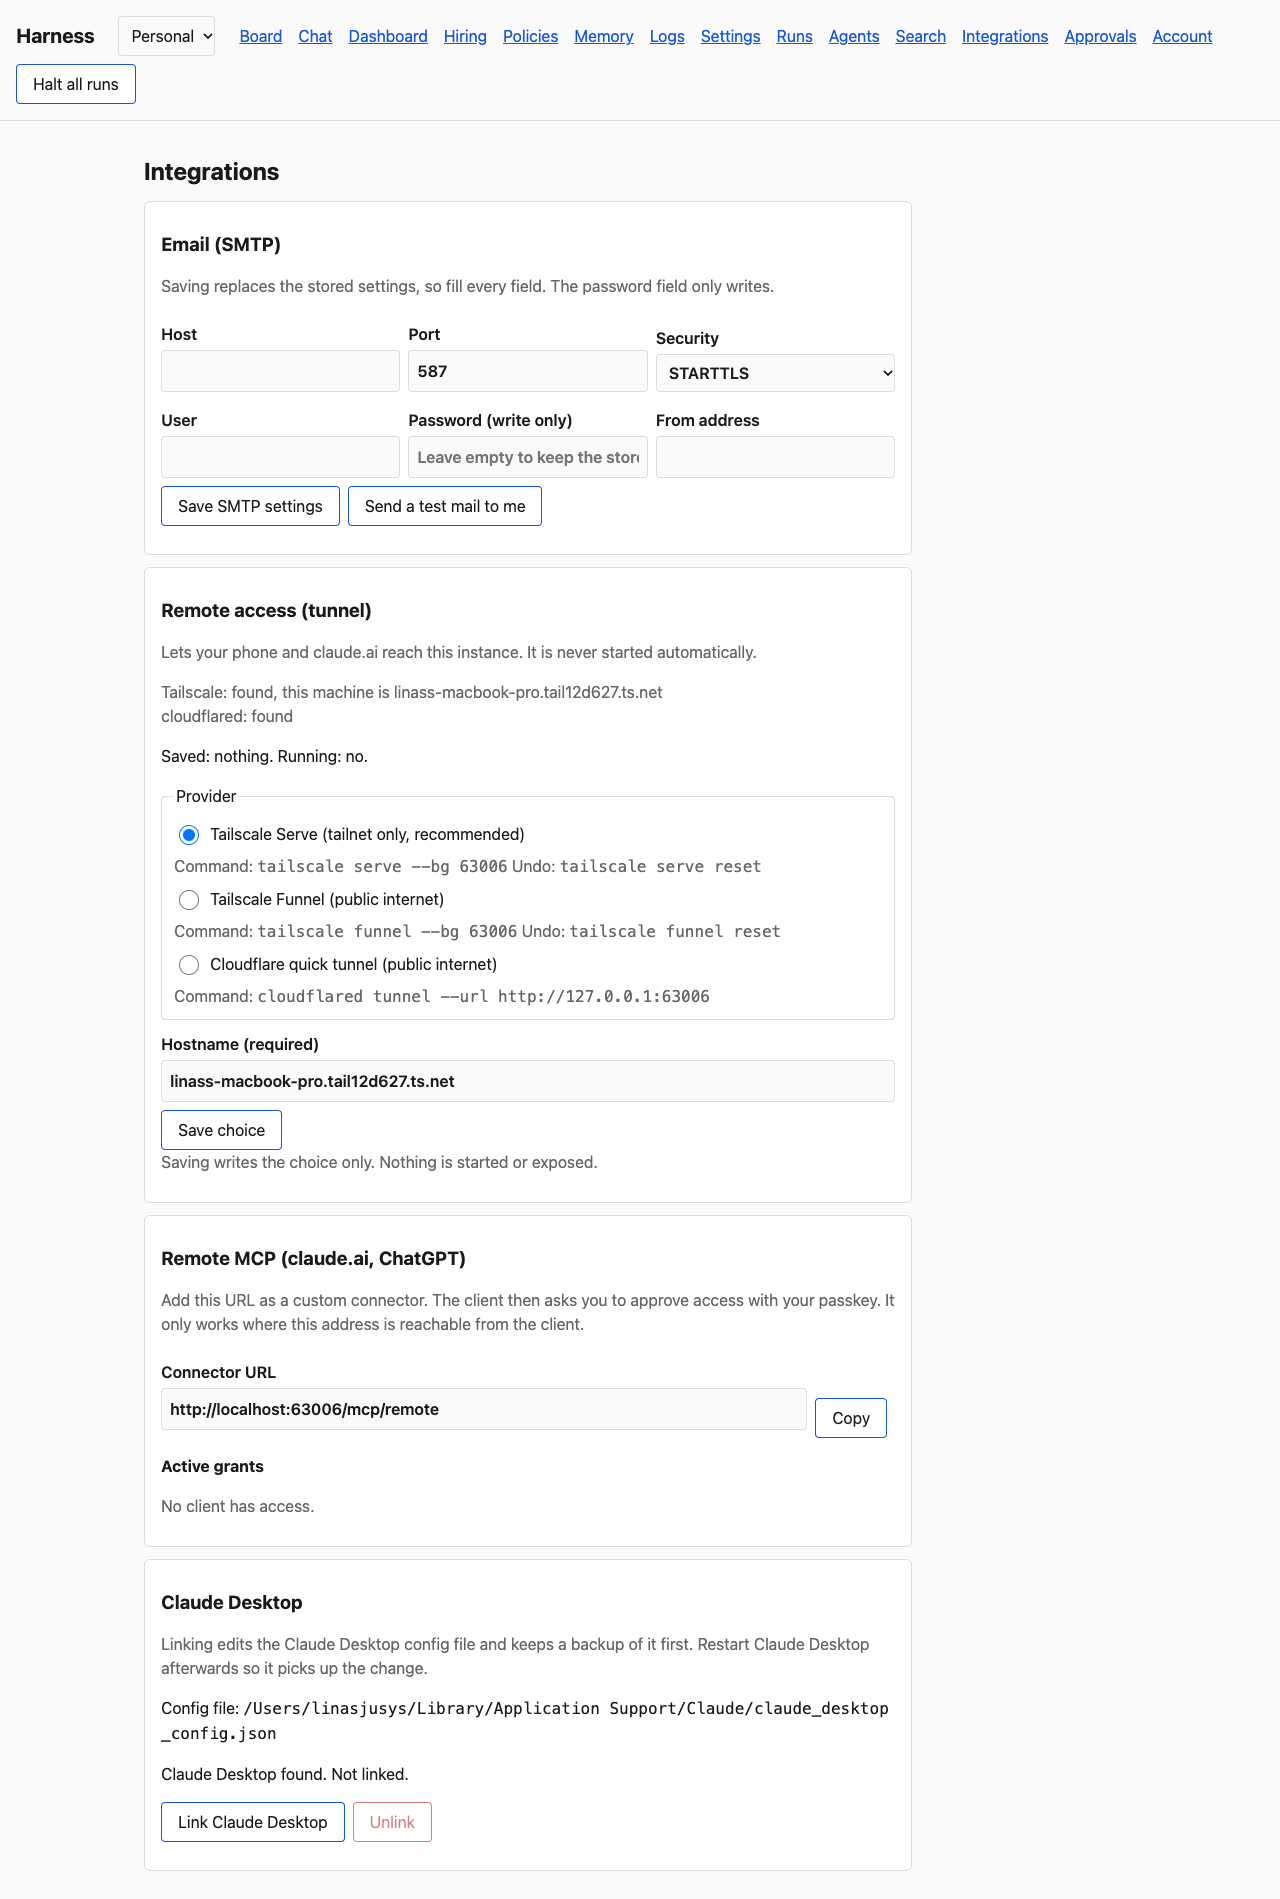 Harness
Personal
Board Chat Dashboard Hiring Policies Memory Logs Settings Runs Agents Search Integrations Approvals Account
Halt all runs
Integrations
Email (SMTP)
Saving replaces the stored settings, so fill every field. The password field only writes.
Host Port Security
587 STARTTLS
User Password (write only) From address
Leave empty to keep the
Save SMTP settings Send a test mail to me
Remote access (tunnel)
Lets your phone and claude.ai reach this instance. It is never started automatically.
Tailscale: found, this machine is linass-macbook-pro.tail12d627.ts.net
cloudflared: found
Saved: nothing. Running: no.
Provider
Tailscale Serve (tailnet only, recommended)
Command: tailscale serve --bg 63006 Undo: tailscale serve reset
Tailscale Funnel (public internet)
Command: tailscale funnel --bg 63006 Undo: tailscale funnel reset
Cloudflare quick tunnel (public internet)
Command: cloudflared tunnel --url http://127.0.0.1:63006
Hostname (required)
linass-macbook-pro.tail12d627.ts.net
Save choice
Saving writes the choice only. Nothing is started or exposed.
Remote MCP (claude.ai, ChatGPT)
Add this URL as a custom connector. The client then asks you to approve access with your passkey. It
only works where this address is reachable from the client.
Connector URL
http://localhost:63006/mcp/remote
Copy
Active grants
No client has access.
Claude Desktop
Linking edits the Claude Desktop config file and keeps a backup of it first. Restart Claude Desktop
afterwards so it picks up the change.
Config file: /Users/linasjusys/Library/Application Support/Claude/claude_desktop
_config.json
Claude Desktop found. Not linked.
Link Claude Desktop Unlink